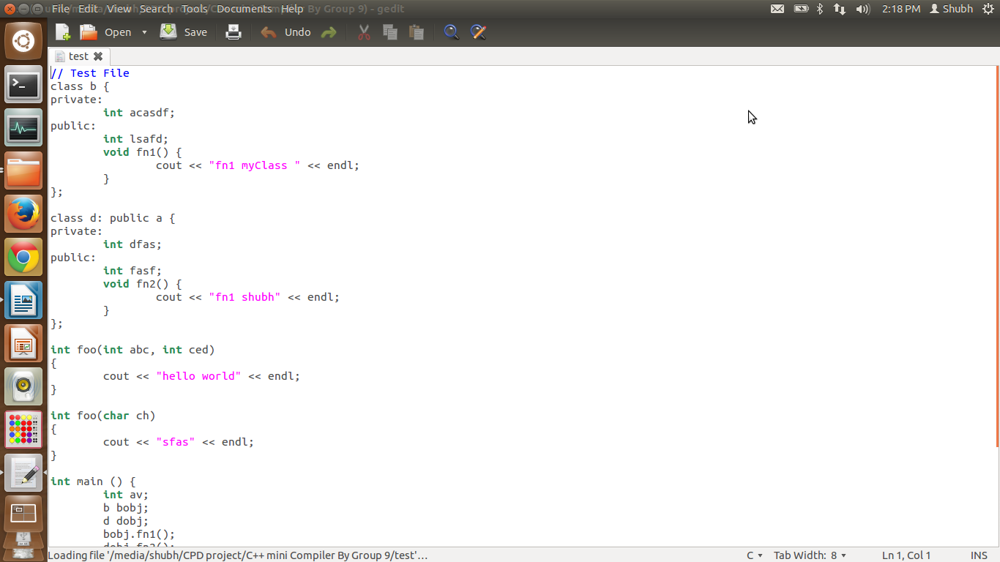 File Edit View Search Tools Documents Help By Group 9) - gedit
2:18 PM Shubh
Open Save Undo
test
// Test File
class b {
private:
        int acasdf;
public:
        int lsafd;
        void fn1() {
                cout << "fn1 myClass " << endl;
        }
};
class d: public a {
private:
        int dfas;
public:
        int fasf;
        void fn2() {
                cout << "fn1 shubh" << endl;
        }
};
int foo(int abc, int ced)
{
        cout << "hello world" << endl;
}
int foo(char ch)
{
        cout << "sfas" << endl;
}
int main () {
        int av;
        b bobj;
        d dobj;
        bobj.fn1();
        dobj.fn2();
Loading file '/media/shubh/CPD project/C++ mini Compiler By Group 9/test'... C Tab Width: 8 Ln 1, Col 1 INS